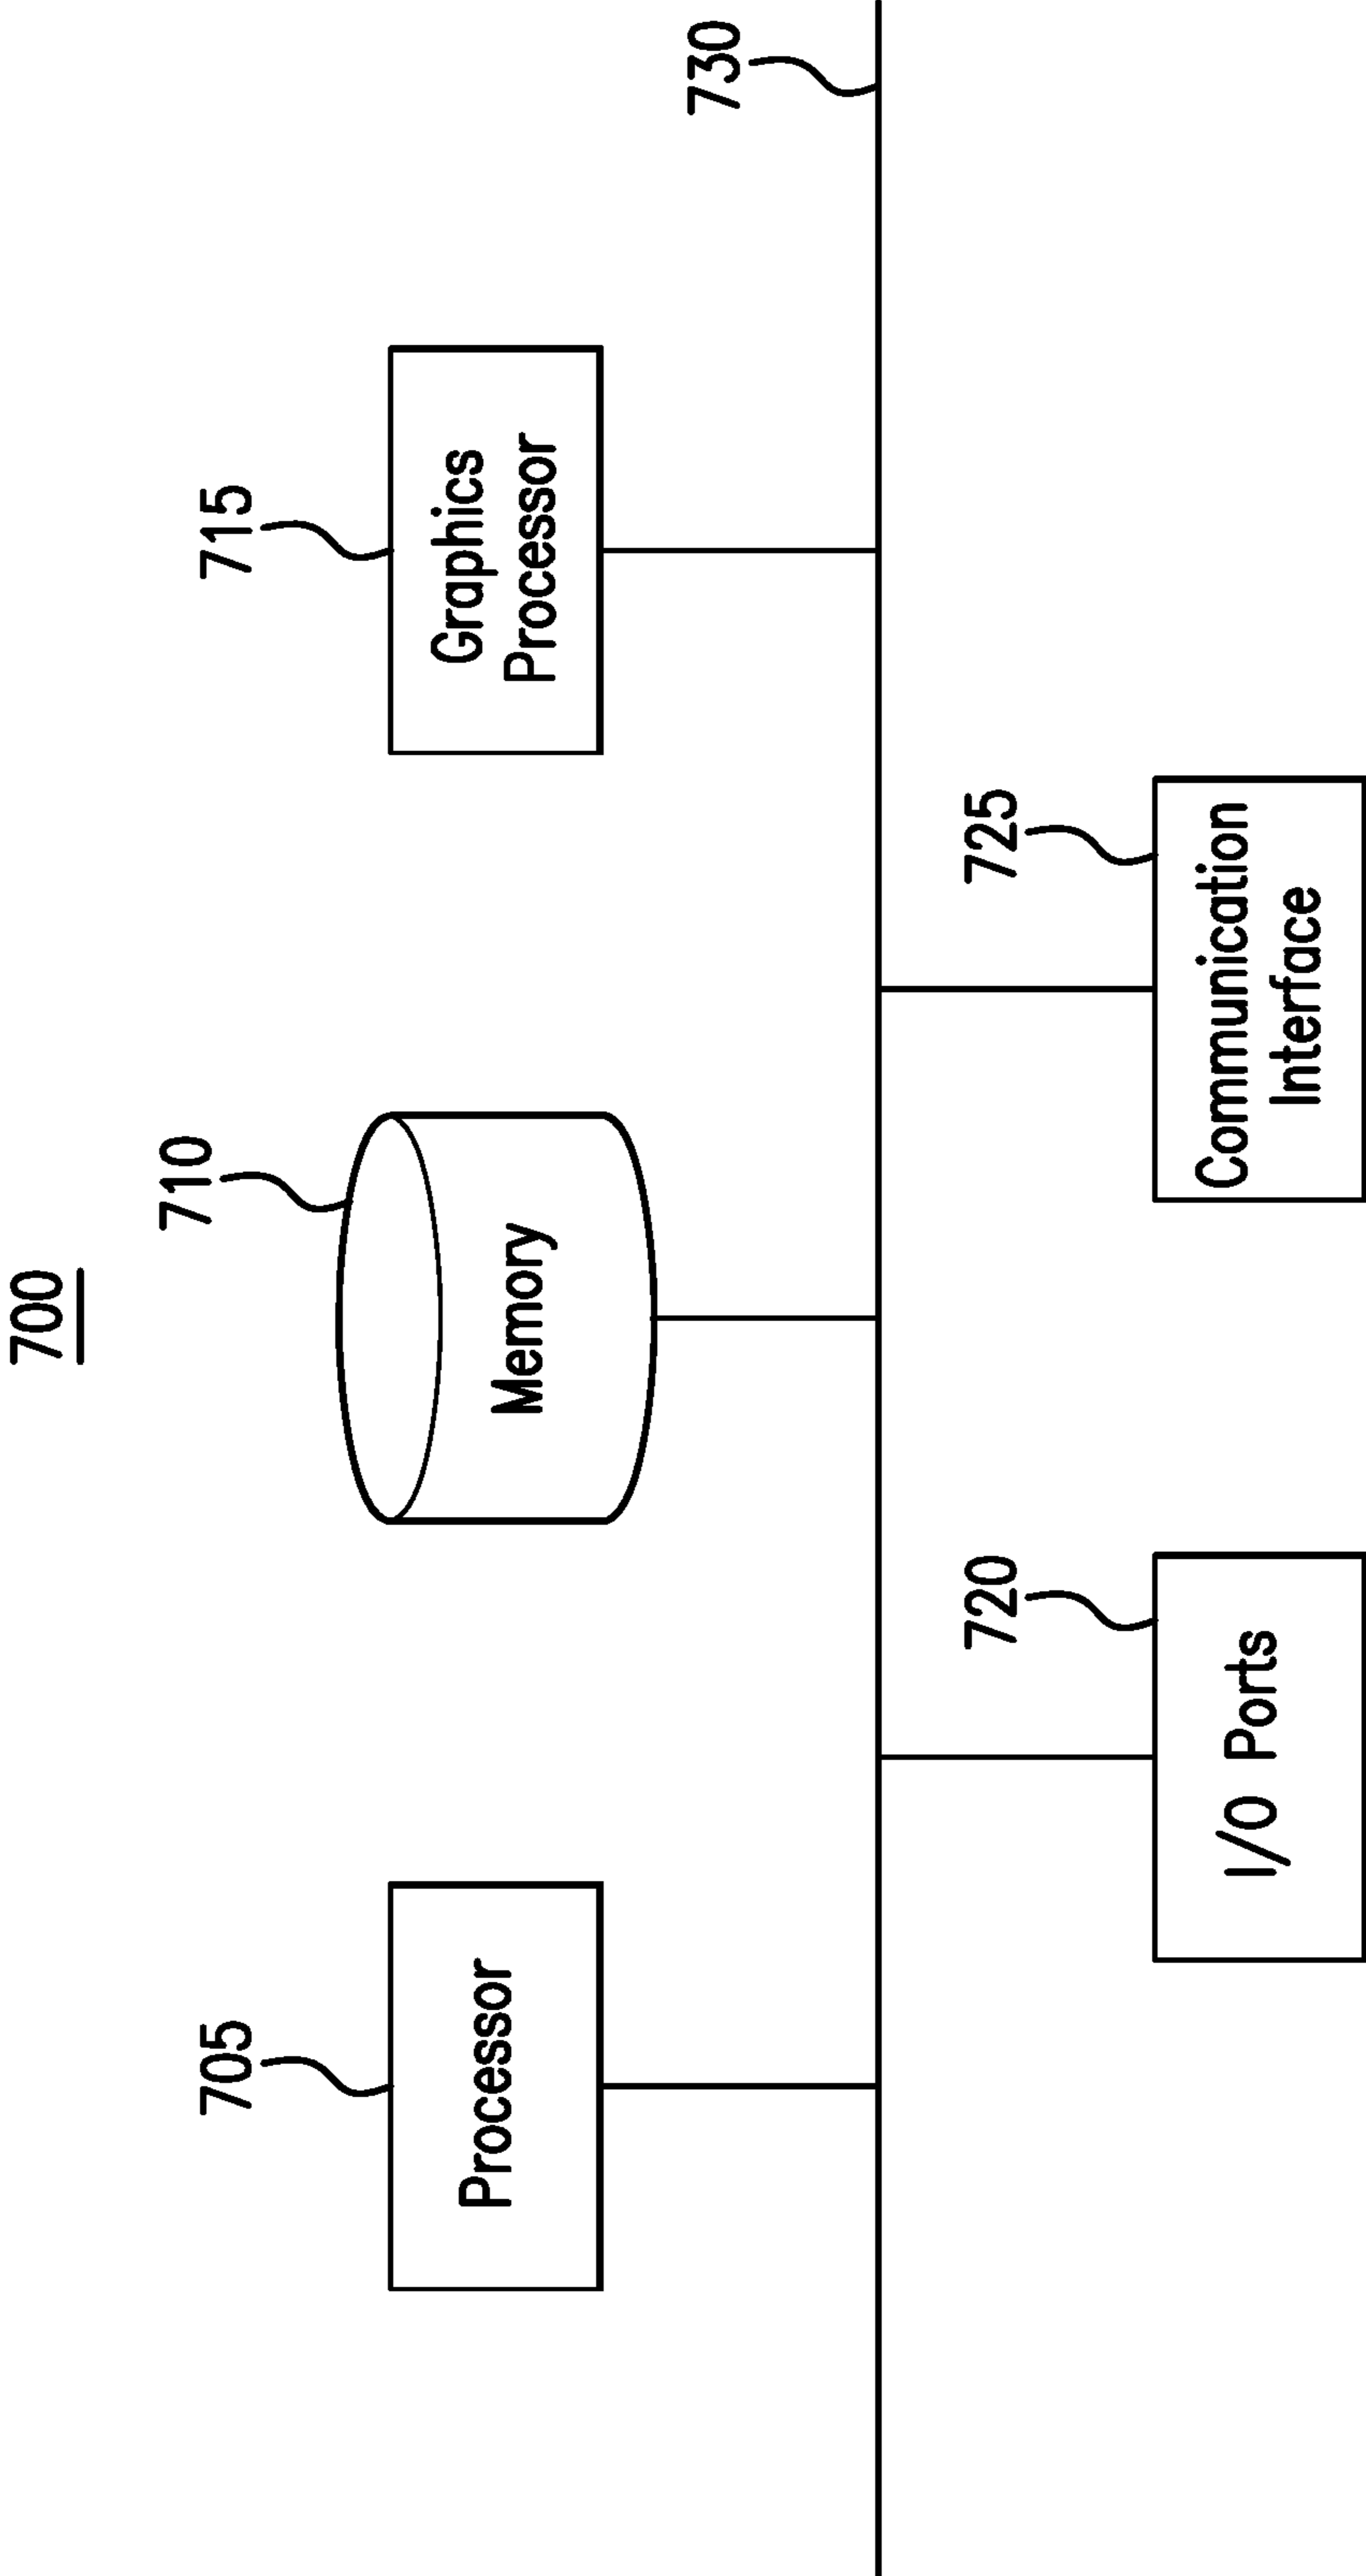 700
705
Processor
710
Memory
715
Graphics
Processor
730
720
I/O Ports
725
Communication
Interface